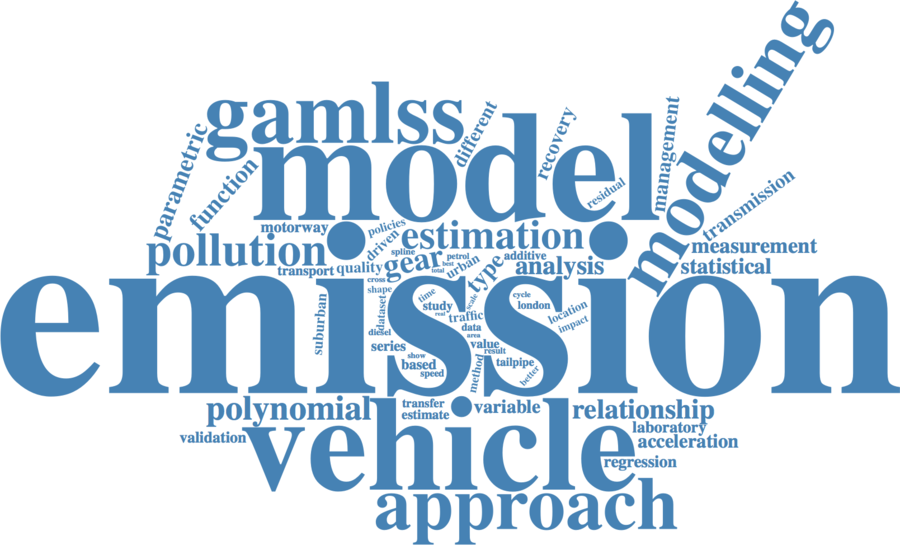 modelling
gamlss
different
recovery
management
model
parametric
function
residual
transmission
motorway
policies
pollution
driven
estimation
measurement
spline
petrol
additive
transport
quality
gear
best
total
urban
type
analysis
statistical
emission
cross
shape
time
scale
cycle
suburban
dataset
study
real
london
location
traffic
impact
diesel
data
area
series
value
result
show
based
method
tailpipe
speed
better
polynomial
transfer
estimate
variable
relationship
validation
vehicle
laboratory
acceleration
regression
approach